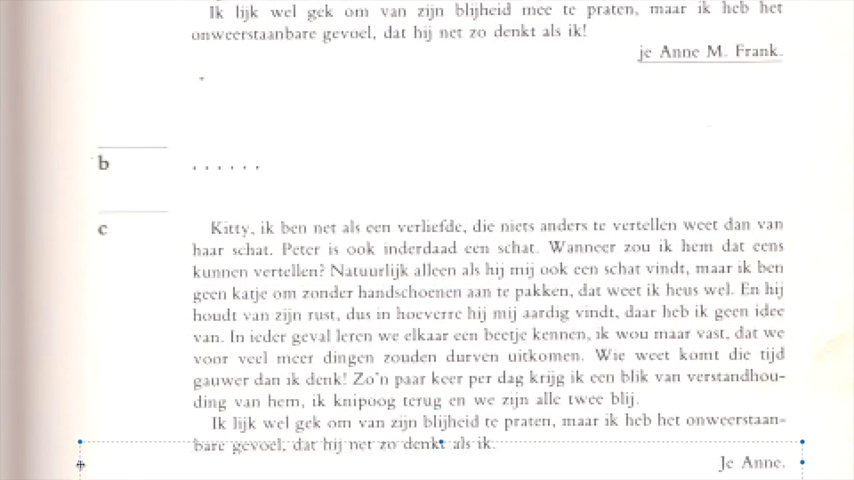 Ik lijk wel gek om van zijn blijheid mee te praten, maar ik heb het
onweerstaanbare gevoel, dat hij net zo denkt als ik!
je Anne M. Frank.
b
. . . . . .
c
Kitty, ik ben net als een verliefde, die niets anders te vertellen weet dan van
haar schat. Peter is ook inderdaad een schat. Wanneer zou ik hem dat eens
kunnen vertellen? Natuurlijk alleen als hij mij ook een schat vindt, maar ik ben
geen katje om zonder handschoenen aan te pakken, dat weet ik heus wel. En hij
houdt van zijn rust, dus in hoeverre hij mij aardig vindt, daar heb ik geen idee
van. In ieder geval leren we elkaar een beetje kennen, ik wou maar vast, dat we
voor veel meer dingen zouden durven uitkomen. Wie weet komt die tijd
gauwer dan ik denk! Zo'n paar keer per dag krijg ik een blik van verstandhou-
ding van hem, ik knipoog terug en we zijn alle twee blij.
Ik lijk wel gek om van zijn blijheid te praten, maar ik heb het onweerstaan-
bare gevoel, dat hij net zo denkt als ik.
Je Anne.